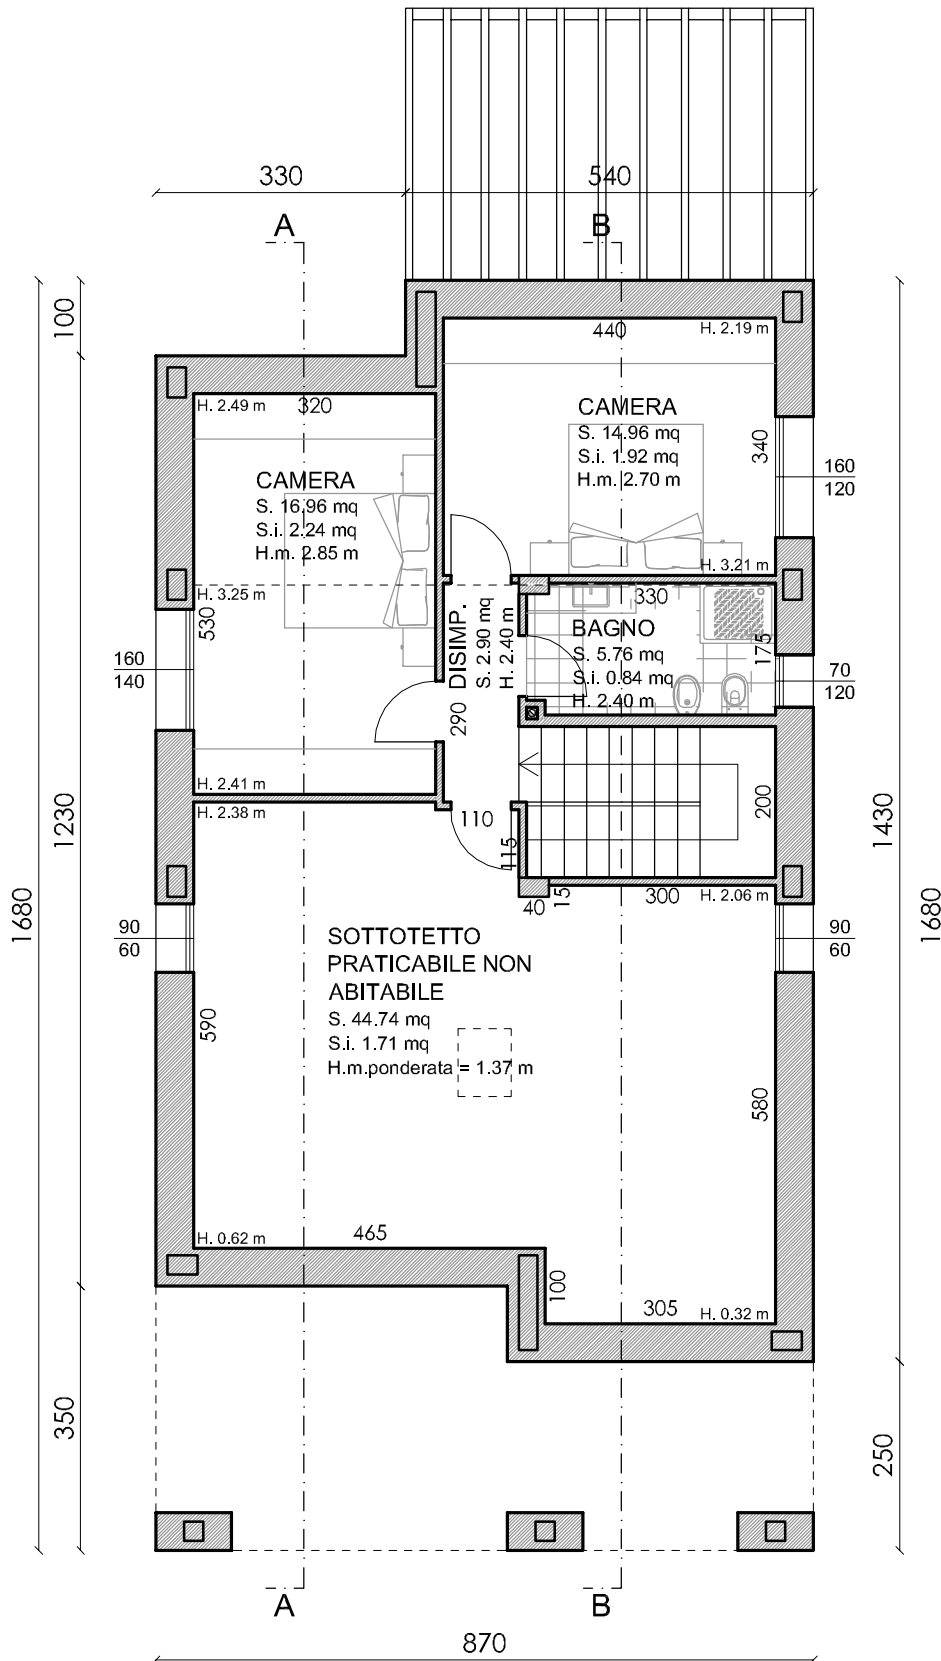 330
540
A
B
100
440
H. 2.19 m
H. 2.49 m
320
CAMERA
S. 14.96 mq
S.i. 1.92 mq
H.m. 2.70 m
340
160
120
CAMERA
S. 16.96 mq
S.i. 2.24 mq
H.m. 2.85 m
H. 3.21 m
H. 3.25 m
530
330
DISIMP.
S. 2.90 mq
H. 2.40 m
BAGNO
S. 5.76 mq
S.i. 0.84 mq
H. 2.40 m
175
160
140
70
120
290
H. 2.41 m
H. 2.38 m
110
200
115
1230
1430
1680
1680
40
15
300
H. 2.06 m
90
60
90
60
SOTTOTETTO
PRATICABILE NON
ABITABILE
S. 44.74 mq
S.i. 1.71 mq
H.m.ponderata = 1.37 m
590
580
H. 0.62 m
465
100
305
H. 0.32 m
350
250
A
B
870